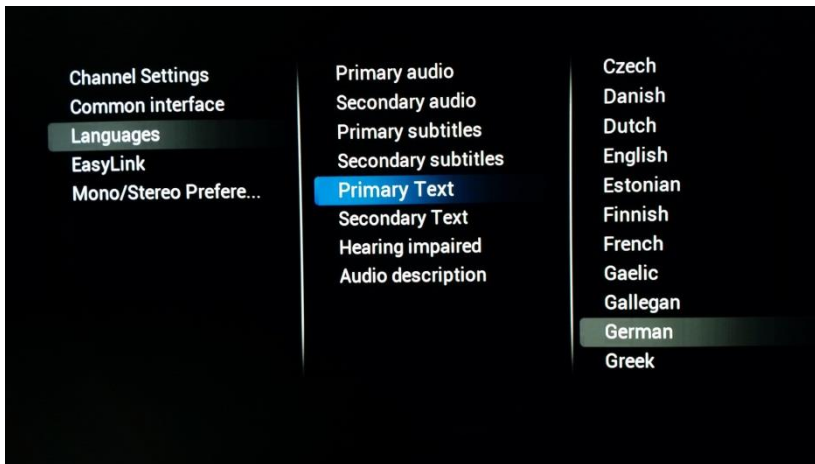 Channel Settings
Common interface
Languages
EasyLink
Mono/Stereo Prefere...
Primary audio
Secondary audio
Primary subtitles
Secondary subtitles
Primary Text
Secondary Text
Hearing impaired
Audio description
Czech
Danish
Dutch
English
Estonian
Finnish
French
Gaelic
Gallegan
German
Greek